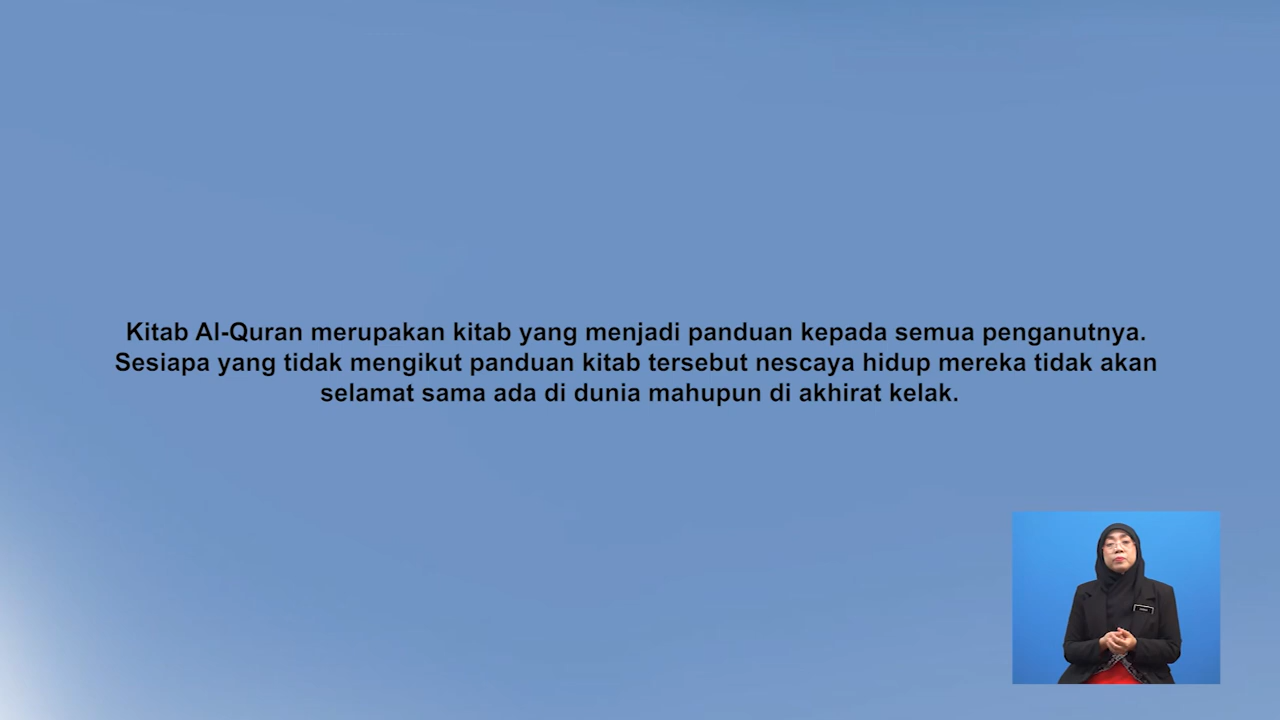 Kitab Al-Quran merupakan kitab yang menjadi panduan kepada semua penganutnya.
Sesiapa yang tidak mengikut panduan kitab tersebut nescaya hidup mereka tidak akan
selamat sama ada di dunia mahupun di akhirat kelak.